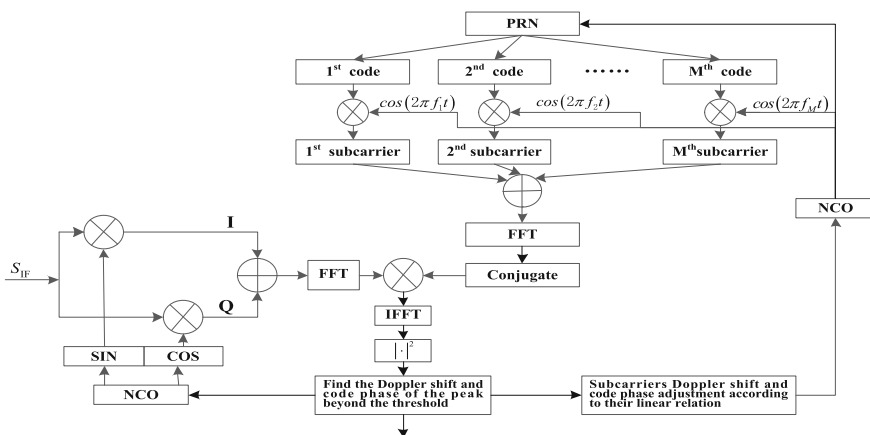 PRN
1st code
2nd code
......
Mth code
cos(2πf1t)
cos(2πf2t)
cos(2πfMt)
1st subcarrier
2nd subcarrier
Mth subcarrier
NCO
FFT
I
SIF
FFT
Conjugate
Q
IFFT
SIN
COS
|·|2
NCO
Find the Doppler shift and
code phase of the peak
beyond the threshold
Subcarriers Doppler shift and
code phase adjustment according
to their linear relation